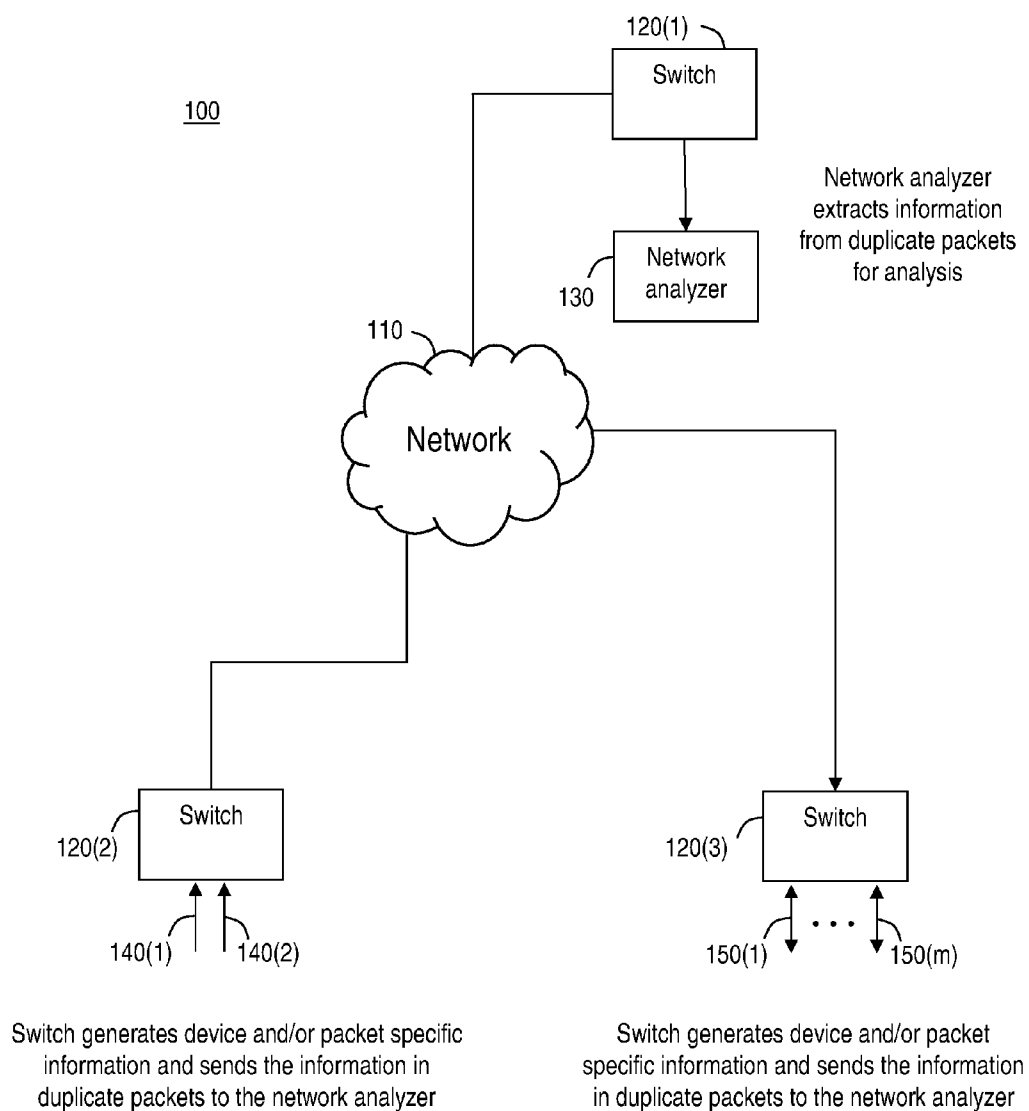 120(1)
Switch
100
Network analyzer
extracts information
from duplicate packets
for analysis
Network
analyzer
130
110
Network
Switch
120(2)
Switch
120(3)
140(1)
140(2)
150(1)
• • •
150(m)
Switch generates device and/or packet specific
information and sends the information in
duplicate packets to the network analyzer
Switch generates device and/or packet
specific information and sends the information
in duplicate packets to the network analyzer